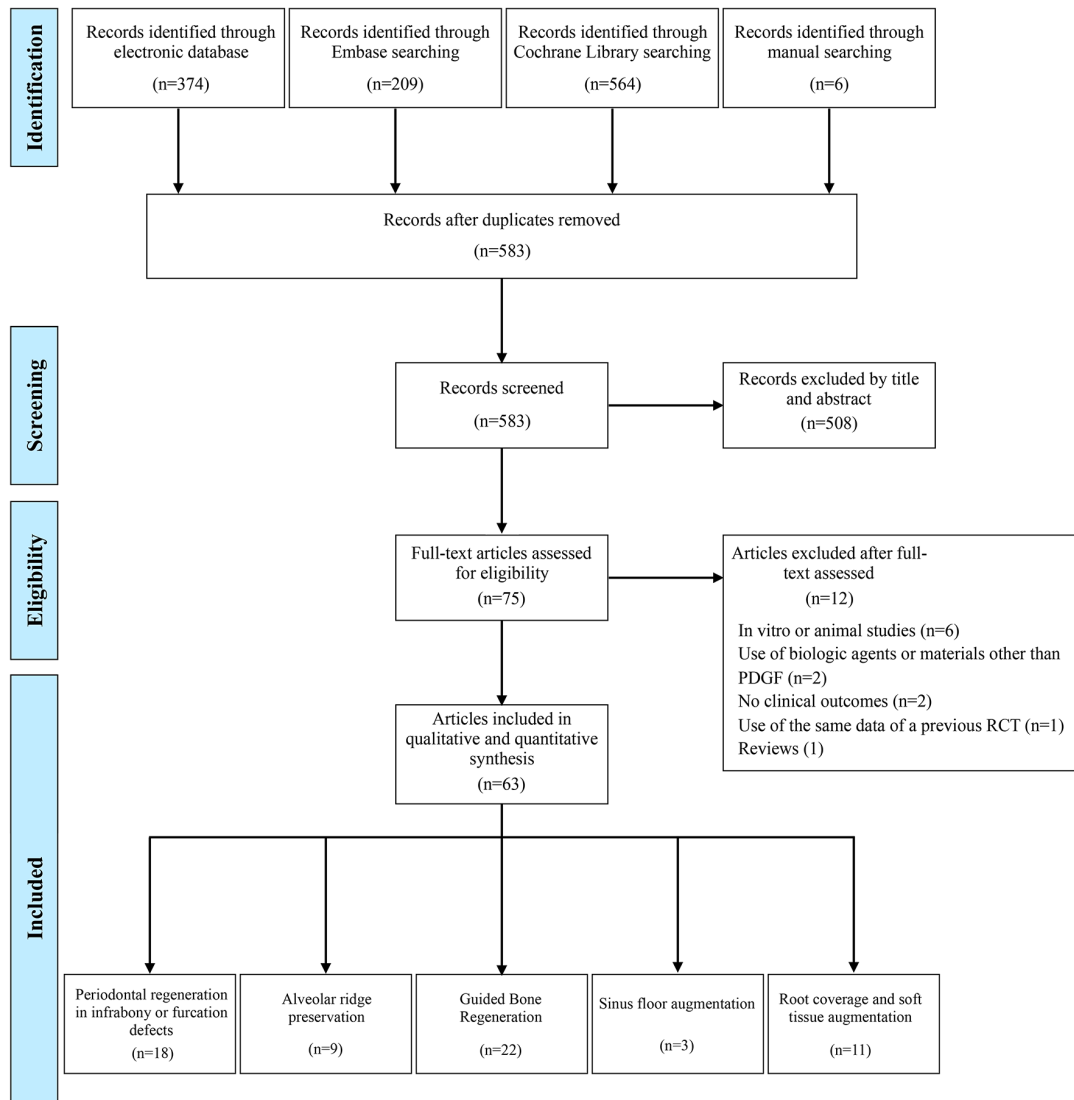 Identification
Records identified through
electronic database
(n=374)
Records identified through
Embase searching
(n=209)
Records identified through
Cochrane Library searching
(n=564)
Records identified through
manual searching
(n=6)
Records after duplicates removed
(n=583)
Screening
Records screened
(n=583)
Records excluded by title
and abstract
(n=508)
Eligibility
Full-text articles assessed
for eligibility
(n=75)
Articles excluded after full-
text assessed
(n=12)
In vitro or animal studies (n=6)
Use of biologic agents or materials other than
PDGF (n=2)
No clinical outcomes (n=2)
Use of the same data of a previous RCT (n=1)
Reviews (1)
Included
Articles included in
qualitative and quantitative
synthesis
(n=63)
Periodontal regeneration
in infrabony or furcation
defects
(n=18)
Alveolar ridge
preservation
(n=9)
Guided Bone
Regeneration
(n=22)
Sinus floor augmentation
(n=3)
Root coverage and soft
tissue augmentation
(n=11)